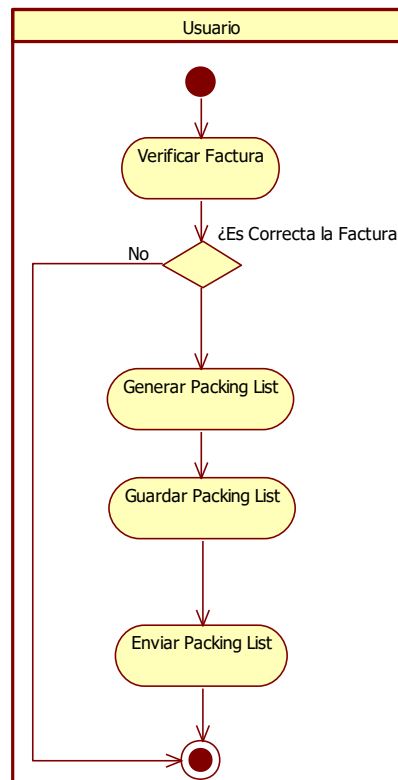 Usuario
Verificar Factura
¿Es Correcta la Factura
No
Generar Packing List
Guardar Packing List
Enviar Packing List